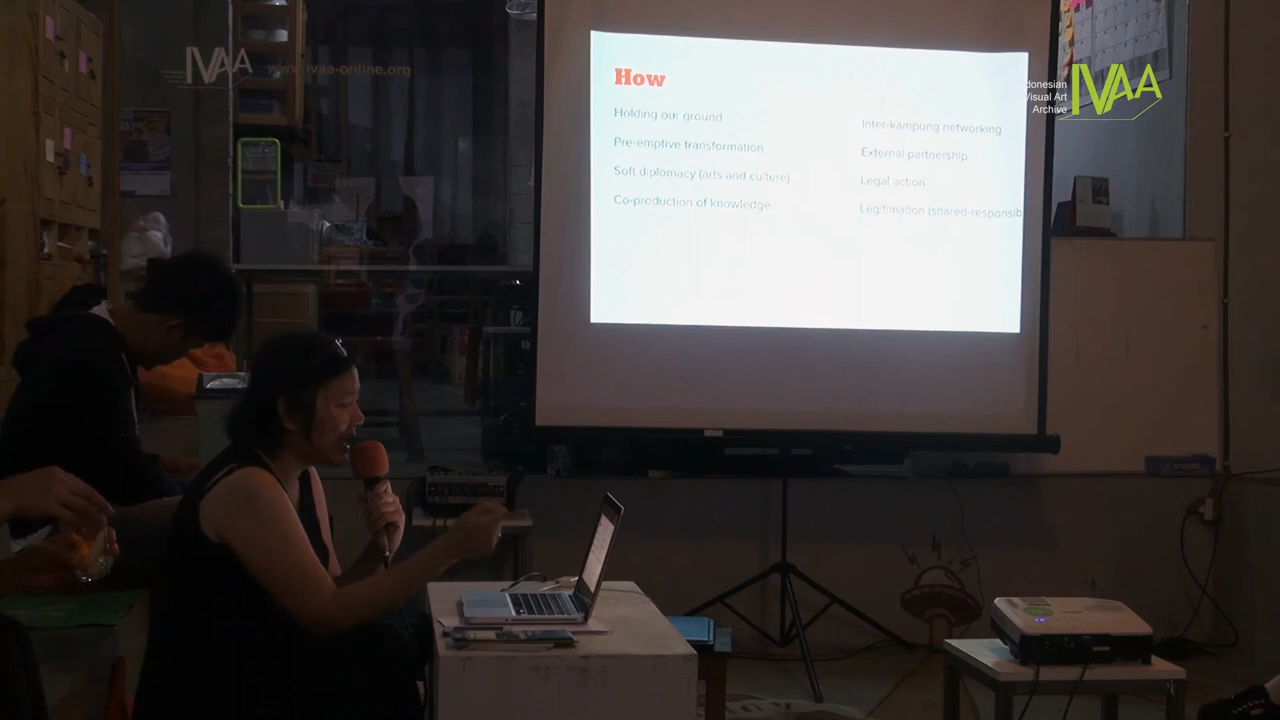 IVAA www.ivaa-online.org
How
Holding our ground
Pre-emptive transformation
Soft diplomacy (arts and culture)
Co-production of knowledge
Inter-kampung networking
External partnership
Legal action
Legitimation (shared-responsib
donesian
Visual Art
Archive
IVAA